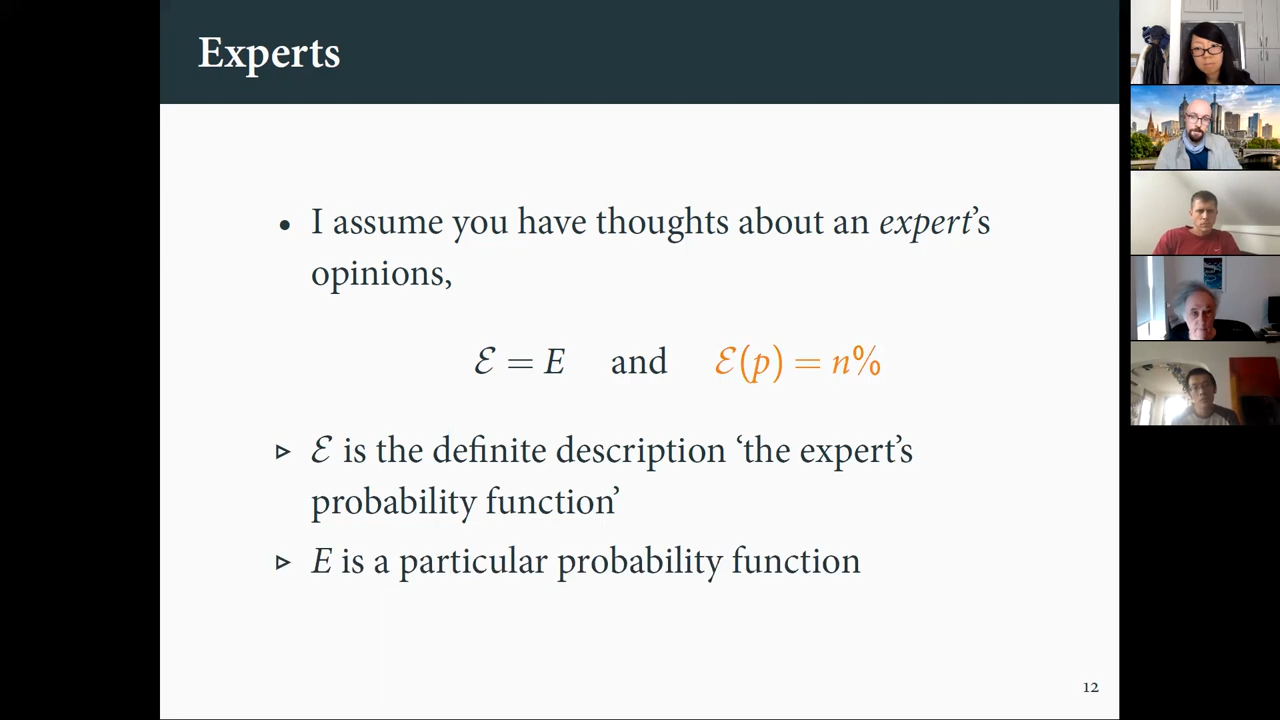 Experts
• I assume you have thoughts about an expert’s
opinions,
ℰ = E and ℰ(p) = n%
▹ ℰ is the definite description ‘the expert’s
probability function’
▹ E is a particular probability function
12